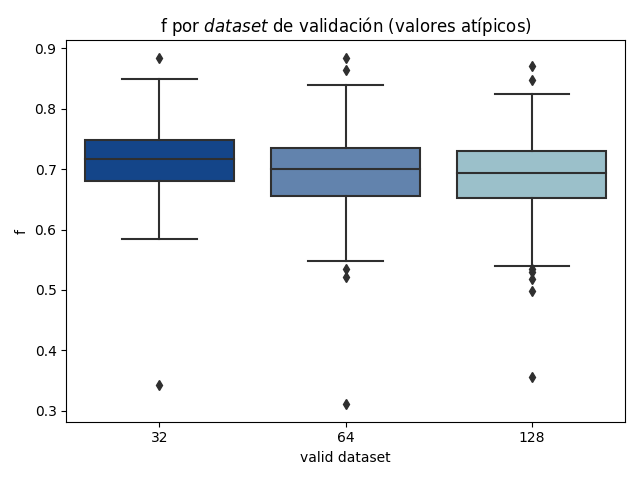 f por dataset de validación (valores atípicos)
0.9
0.8
0.7
0.6
0.5
0.4
0.3
f
32 64 128
valid dataset